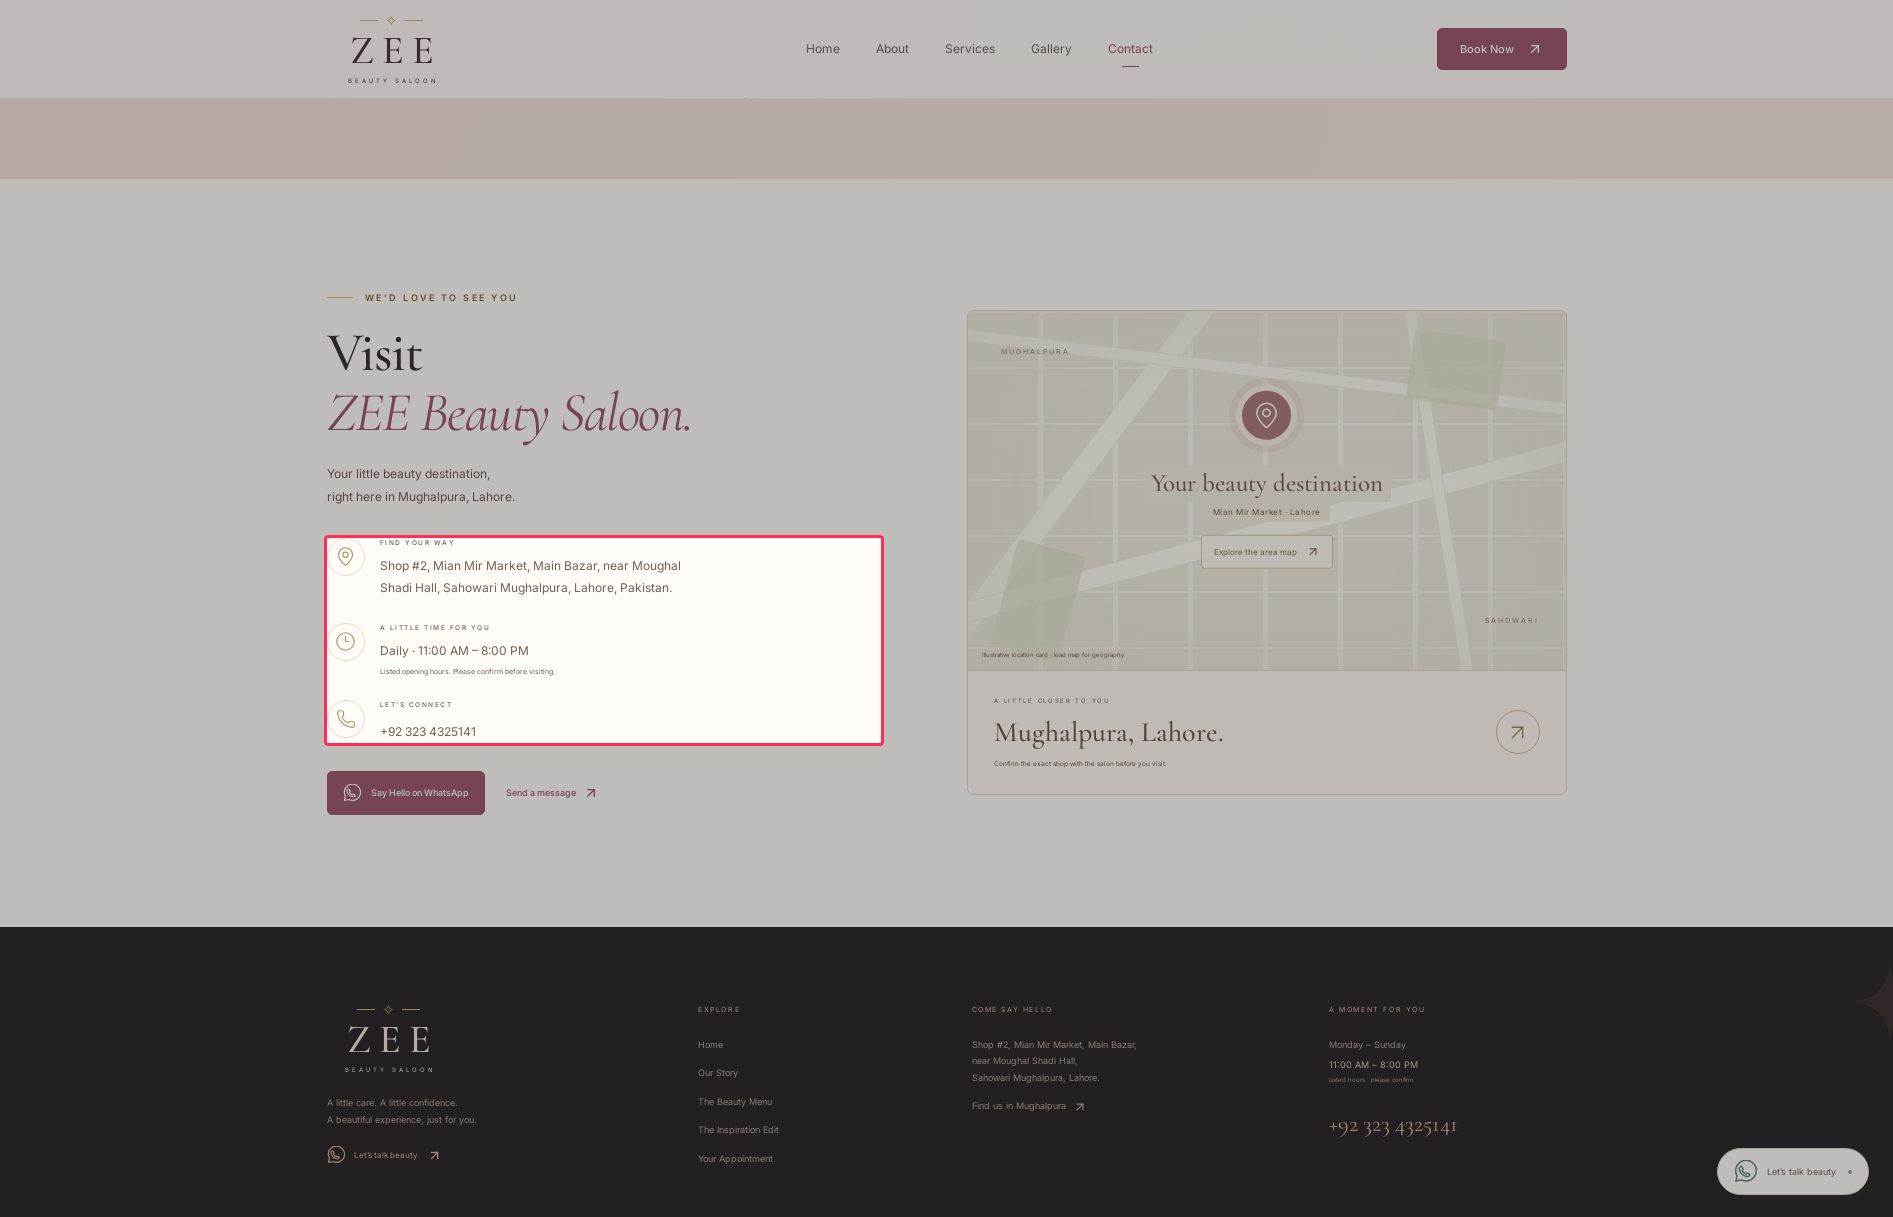 ZEE
BEAUTY SALOON
Home
About
Services
Gallery
Contact
Book Now
WE'D LOVE TO SEE YOU
Visit
ZEE Beauty Saloon.
Your little beauty destination,
right here in Mughalpura, Lahore.
FIND YOUR WAY
Shop #2, Mian Mir Market, Main Bazar, near Moughal
Shadi Hall, Sahowari Mughalpura, Lahore, Pakistan.
A LITTLE TIME FOR YOU
Daily · 11:00 AM – 8:00 PM
Listed opening hours. Please confirm before visiting.
LET'S CONNECT
+92 323 4325141
Say Hello on WhatsApp
Send a message
MUGHALPURA
Your beauty destination
Mian Mir Market · Lahore
Explore the area map
SAHOWARI
Illustrative location card · load map for geography
A LITTLE CLOSER TO YOU
Mughalpura, Lahore.
Confirm the exact shop with the salon before you visit.
ZEE
BEAUTY SALOON
A little care. A little confidence.
A beautiful experience, just for you.
Let's talk beauty
EXPLORE
Home
Our Story
The Beauty Menu
The Inspiration Edit
Your Appointment
COME SAY HELLO
Shop #2, Mian Mir Market, Main Bazar,
near Moughal Shadi Hall,
Sahowari Mughalpura, Lahore.
Find us in Mughalpura
A MOMENT FOR YOU
Monday – Sunday
11:00 AM – 8:00 PM
Listed hours · please confirm
+92 323 4325141
Let's talk beauty